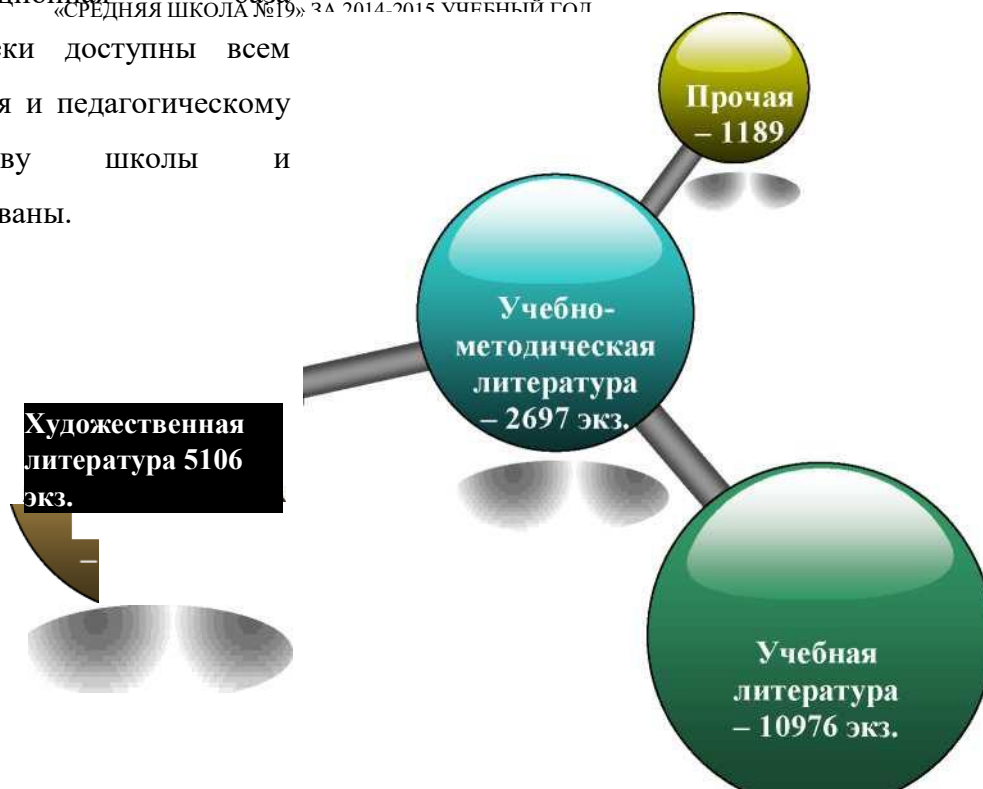 «СРЕДНЯЯ ШКОЛА №19» ЗА 2014-2015 УЧЕБНЫЙ ГОД
ки доступны всем
я и педагогическому
ву школы и
ваны.
Прочая
– 1189
Учебно-
методическая
литература
– 2697 экз.
Художественная
литература 5106
экз.
–
Учебная
литература
– 10976 экз.